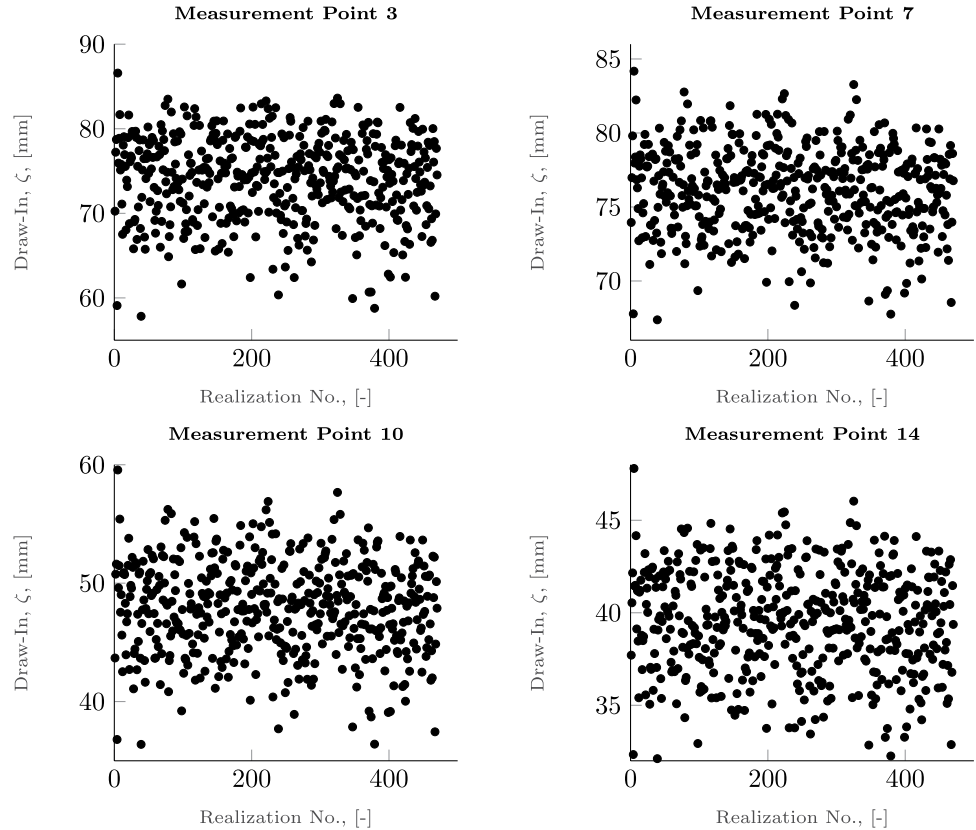 Measurement Point 3
Draw-In, ζ, [mm]
90
80
70
60
0
200
400
Realization No., [-]
Measurement Point 7
Draw-In, ζ, [mm]
85
80
75
70
0
200
400
Realization No., [-]
Measurement Point 10
Draw-In, ζ, [mm]
60
50
40
0
200
400
Realization No., [-]
Measurement Point 14
Draw-In, ζ, [mm]
45
40
35
0
200
400
Realization No., [-]